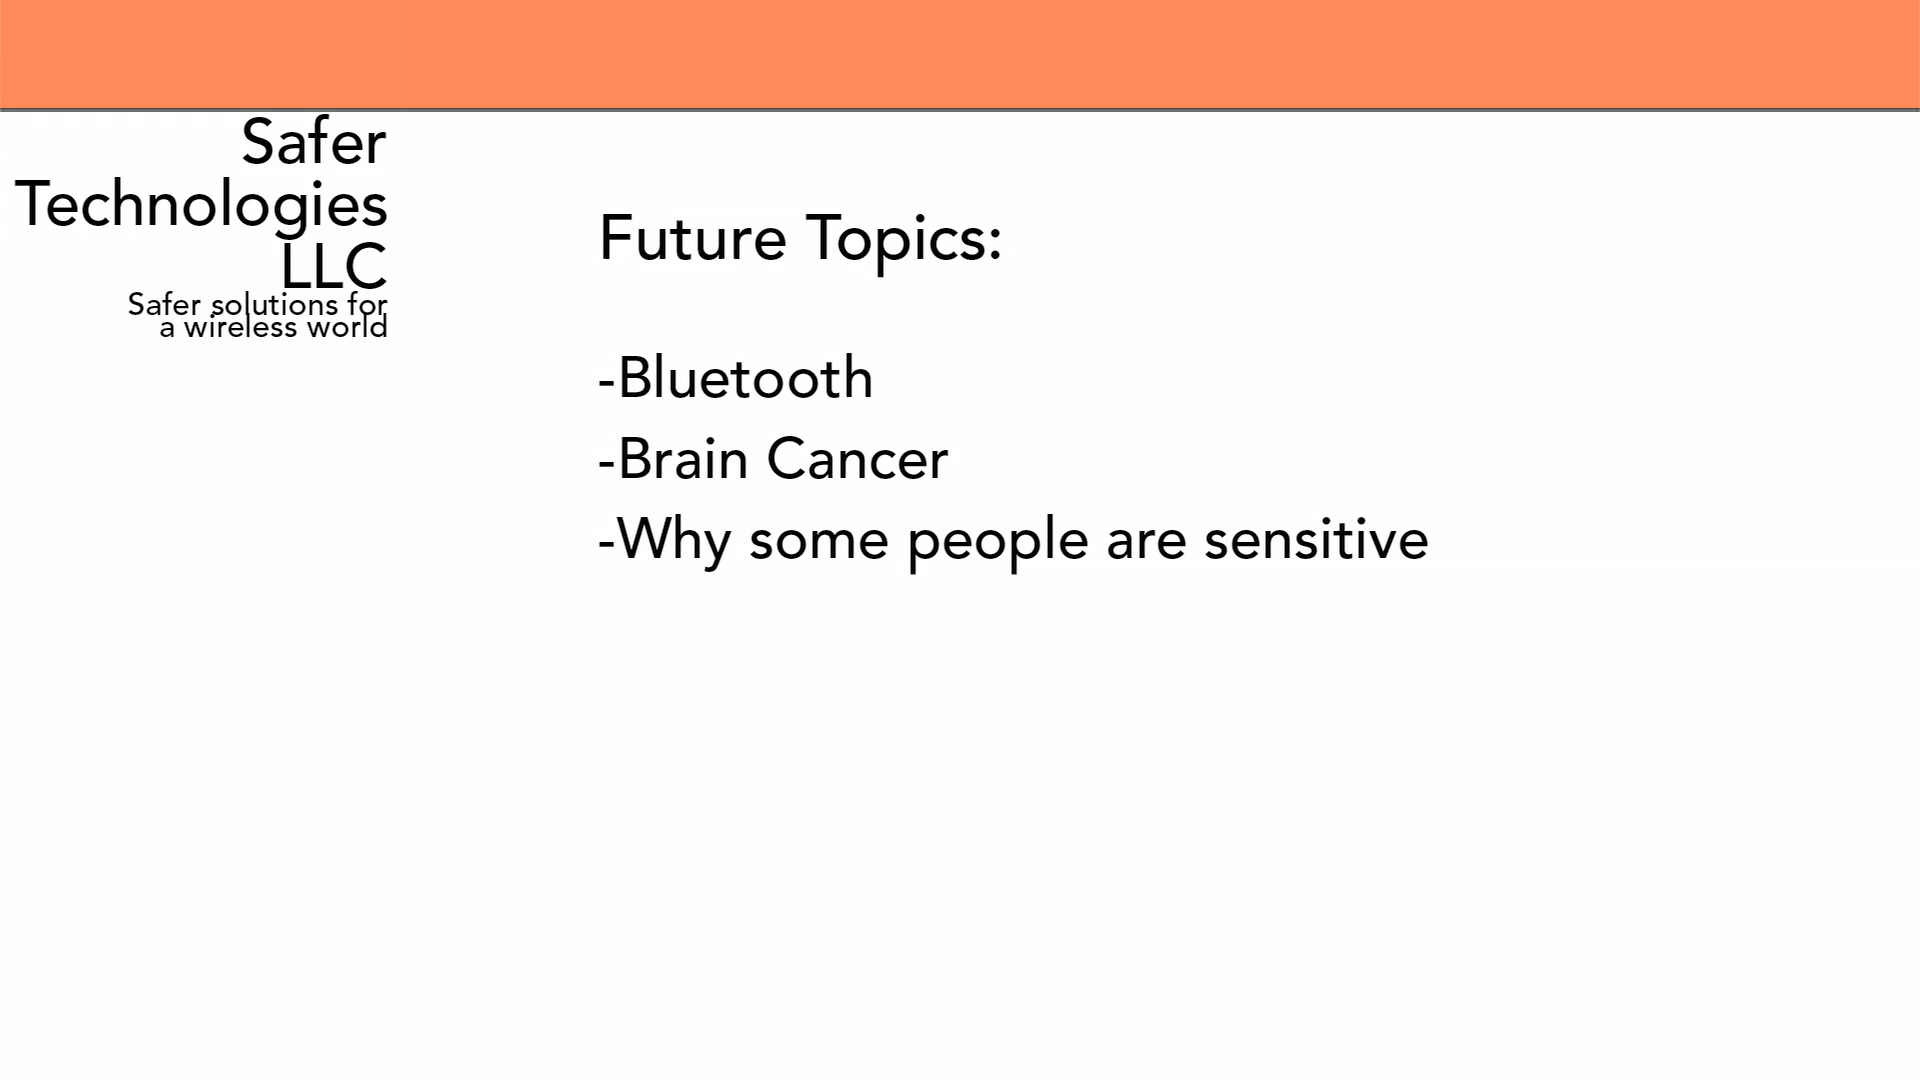 Safer
Technologies
LLC
Safer solutions for
a wireless world
Future Topics:
-Bluetooth
-Brain Cancer
-Why some people are sensitive